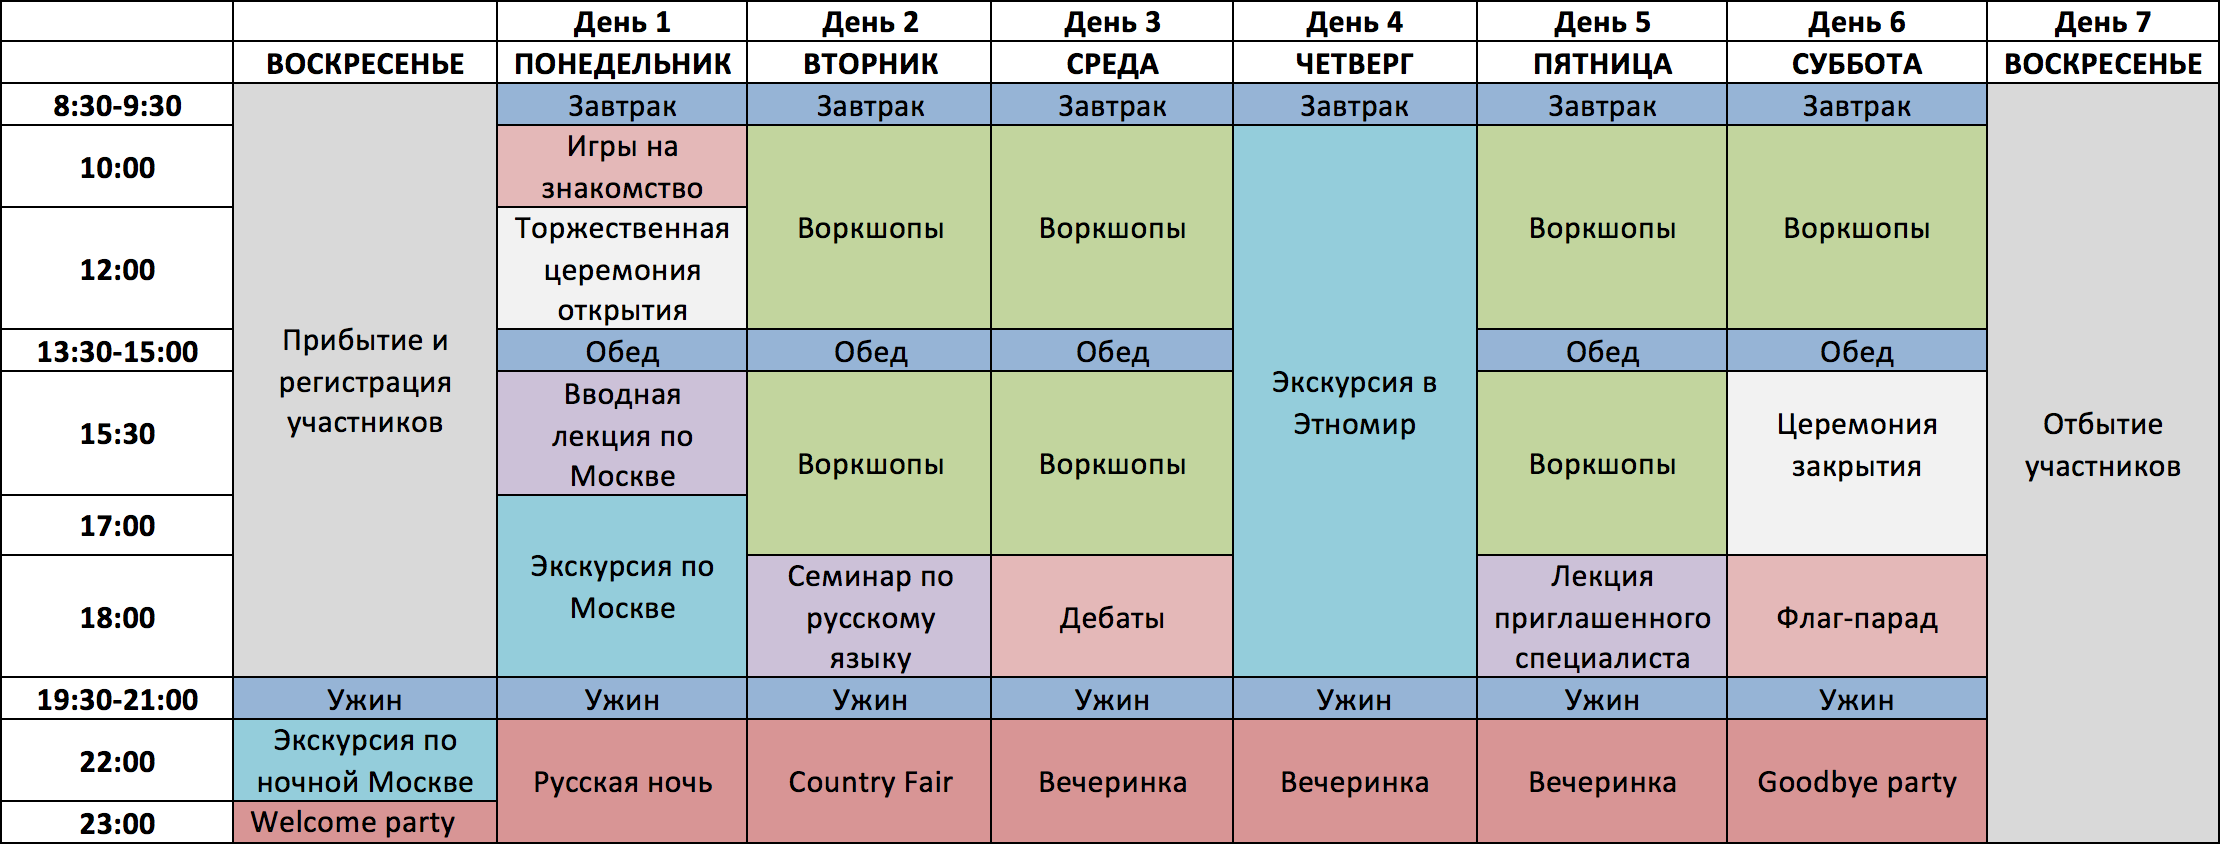 День 1 День 2 День 3 День 4 День 5 День 6 День 7
ВОСКРЕСЕНЬЕ ПОНЕДЕЛЬНИК ВТОРНИК СРЕДА ЧЕТВЕРГ ПЯТНИЦА СУББОТА ВОСКРЕСЕНЬЕ
8:30-9:30 Завтрак Завтрак Завтрак Завтрак Завтрак Завтрак
10:00
Игры на
знакомство
12:00
Торжественная
церемония
открытия
Воркшопы Воркшопы Воркшопы Воркшопы
13:30-15:00 Обед Обед Обед Обед Обед
Прибытие и
регистрация
участников
15:30
Вводная
лекция по
Москве
Воркшопы Воркшопы
Экскурсия в
Этномир
Воркшопы
Церемония
закрытия
Отбытие
участников
17:00
Экскурсия по
Москве
18:00
Семинар по
русскому
языку
Дебаты
Лекция
приглашенного
специалиста
Флаг-парад
19:30-21:00 Ужин Ужин Ужин Ужин Ужин Ужин Ужин
22:00
Экскурсия по
ночной Москве
Русская ночь Country Fair Вечеринка Вечеринка Вечеринка Goodbye party
23:00 Welcome party